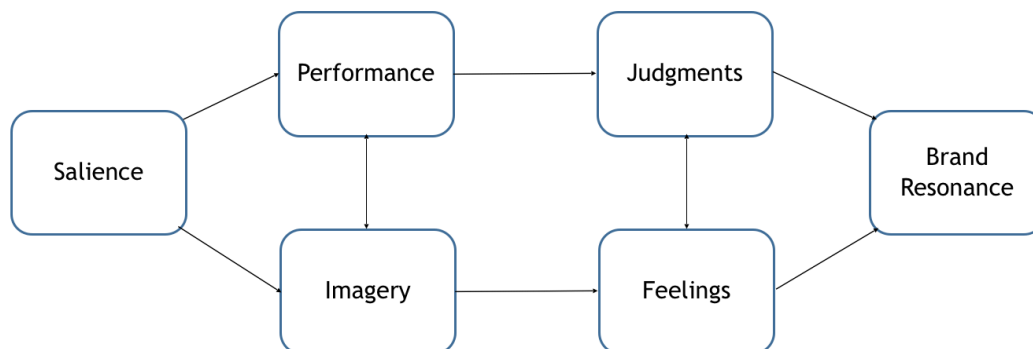 Performance
Judgments
Salience
Brand
Resonance
Imagery
Feelings